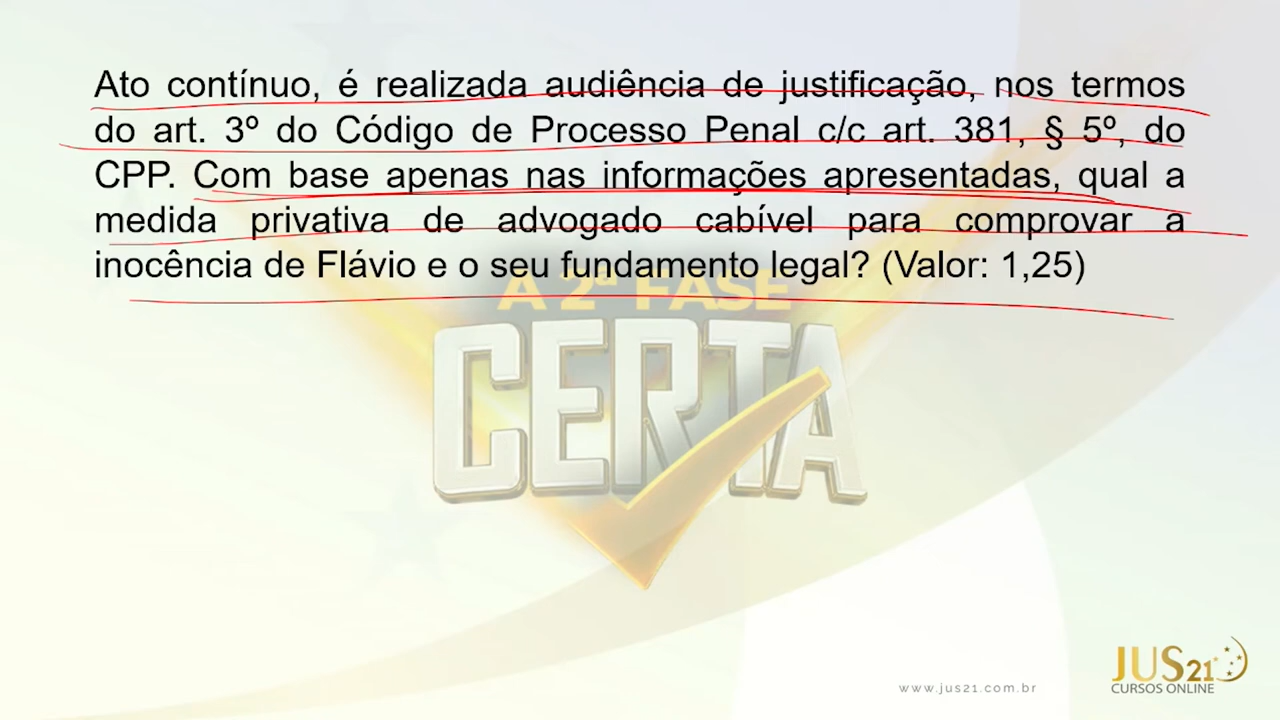 Ato contínuo, é realizada audiência de justificação, nos termos
do art. 3º do Código de Processo Penal c/c art. 381, § 5º, do
CPP. Com base apenas nas informações apresentadas, qual a
medida privativa de advogado cabível para comprovar a
inocência de Flávio e o seu fundamento legal? (Valor: 1,25)
A 2ª FASE
CERTA
www.jus21.com.br
JUS21
CURSOS ONLINE